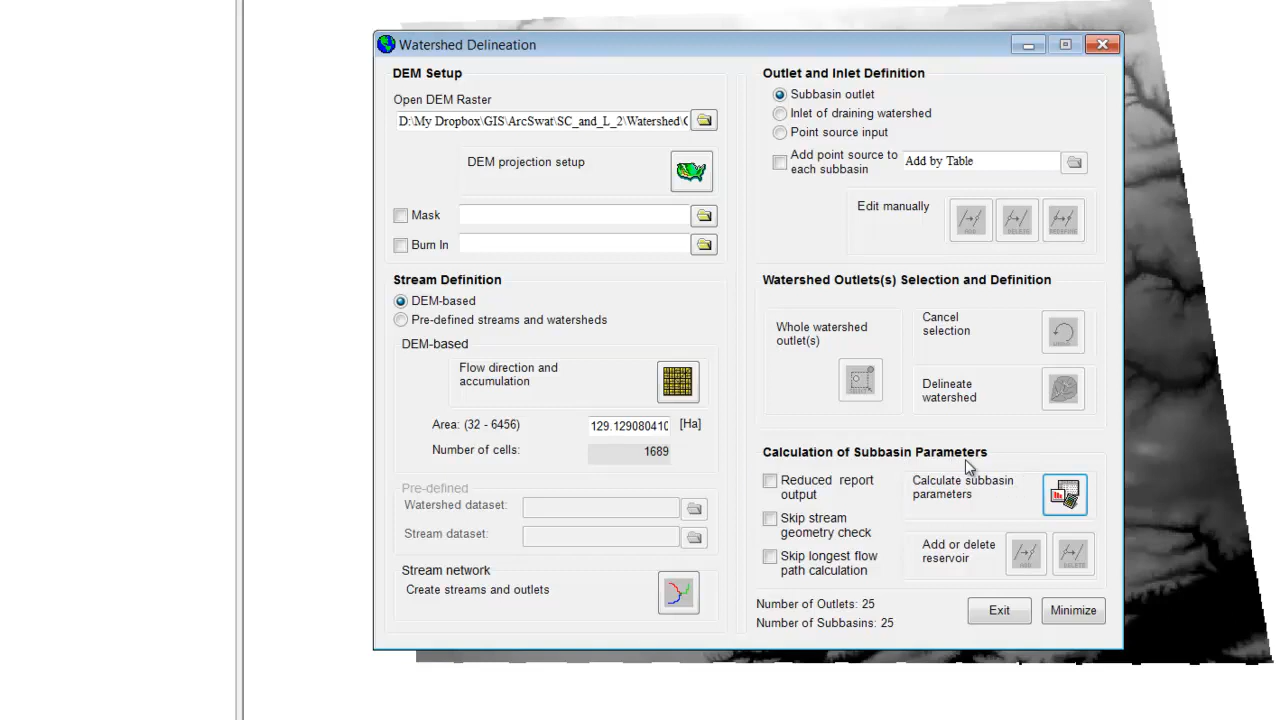 Watershed Delineation
DEM Setup
Open DEM Raster
D:\My Dropbox\GIS\ArcSwat\SC_and_L_2\Watershed\
DEM projection setup
Mask
Burn In
Stream Definition
DEM-based
Pre-defined streams and watersheds
DEM-based
Flow direction and
accumulation
Area: (32 - 6456)
129.129080410
[Ha]
Number of cells:
1689
Pre-defined
Watershed dataset:
Stream dataset:
Stream network
Create streams and outlets
Outlet and Inlet Definition
Subbasin outlet
Inlet of draining watershed
Point source input
Add point source to
each subbasin
Add by Table
Edit manually
ADD
DELETE
REDEFINE
Watershed Outlets(s) Selection and Definition
Whole watershed
outlet(s)
Cancel
selection
Delineate
watershed
Calculation of Subbasin Parameters
Reduced report
output
Skip stream
geometry check
Skip longest flow
path calculation
Calculate subbasin
parameters
Add or delete
reservoir
ADD
DELETE
Number of Outlets: 25
Number of Subbasins: 25
Exit
Minimize